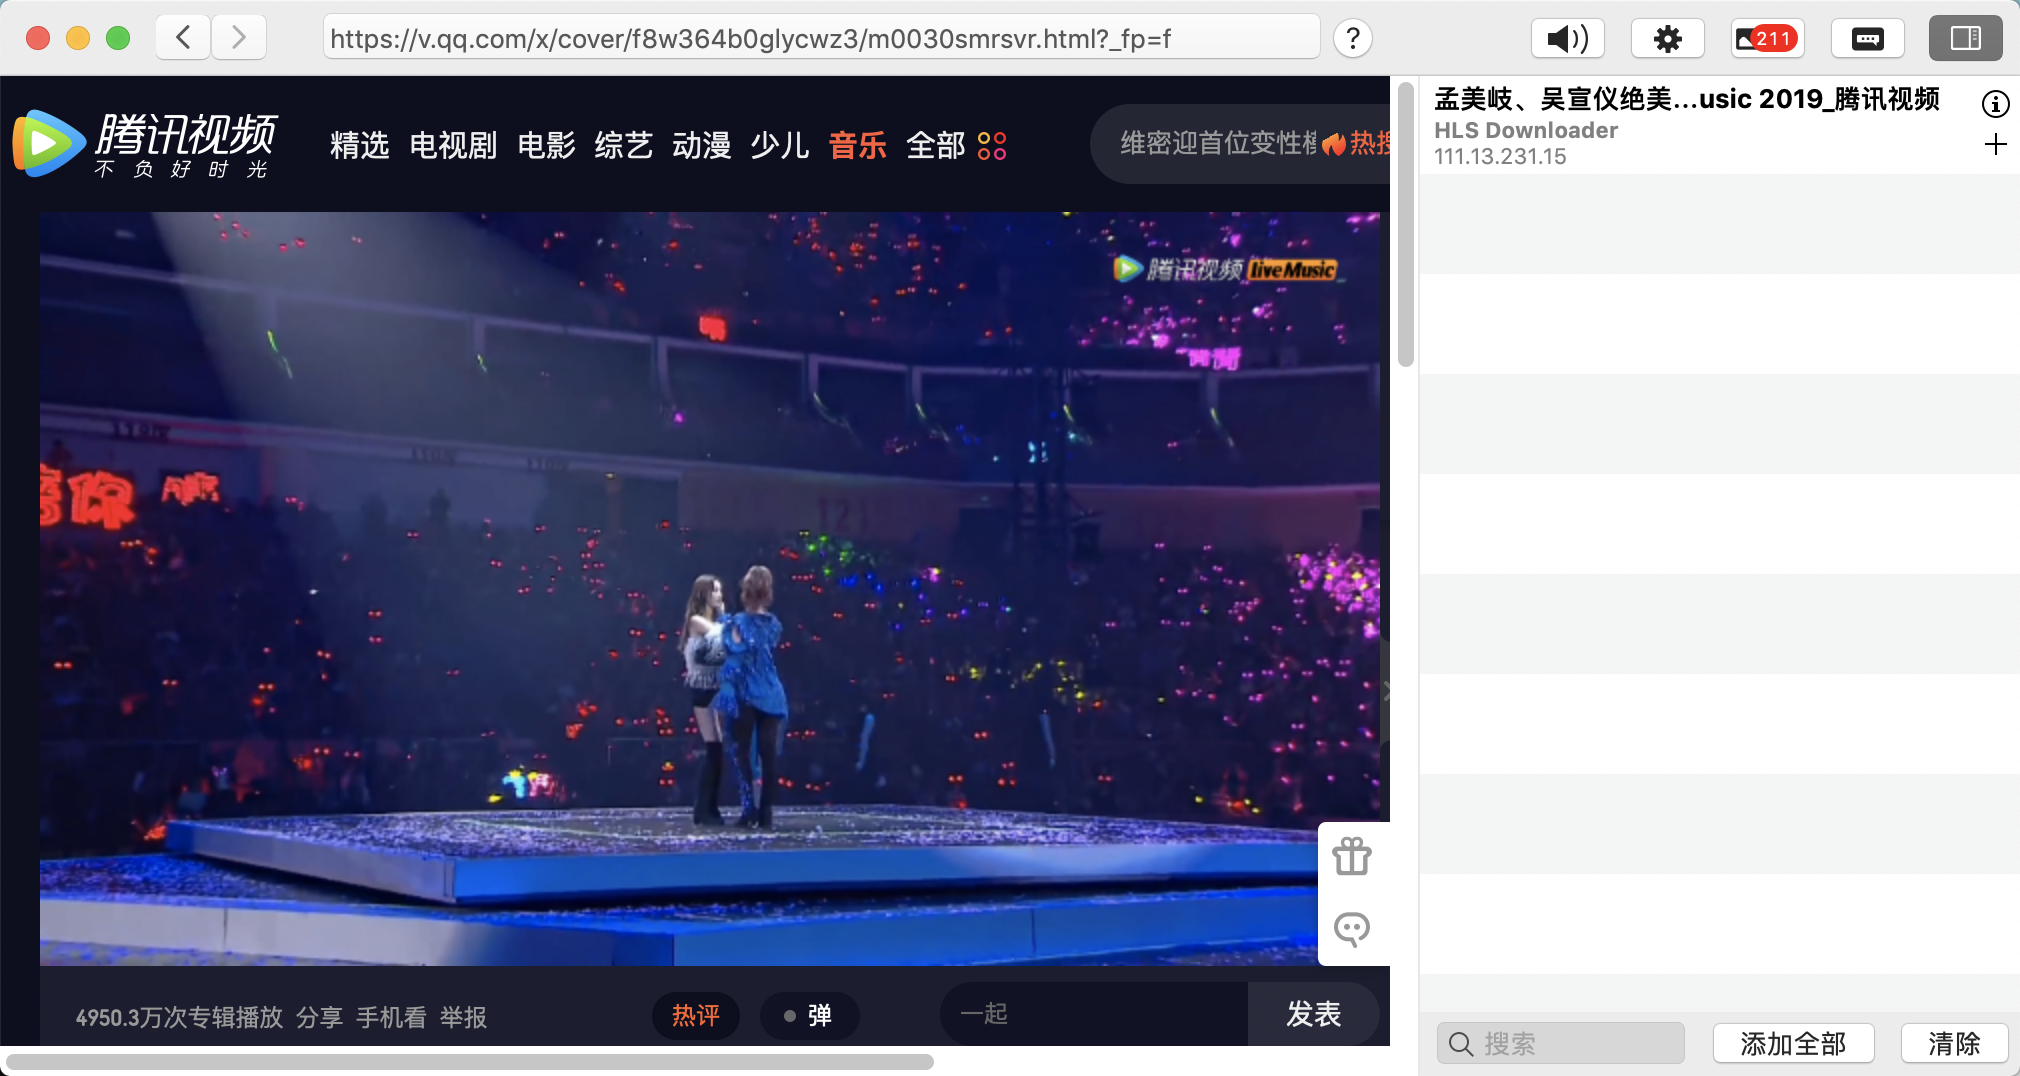 https://v.qq.com/x/cover/f8w364b0glycwz3/m0030smrsvr.html?_fp=f
?
211
腾讯视频
不负好时光
精选 电视剧 电影 综艺 动漫 少儿 音乐 全部
维密迎首位变性模 热搜
腾讯视频 live Music
4950.3万次专辑播放 分享 手机看 举报
热评
弹
一起
发表
孟美岐、吴宣仪绝美...usic 2019_腾讯视频
HLS Downloader
111.13.231.15
搜索
添加全部
清除